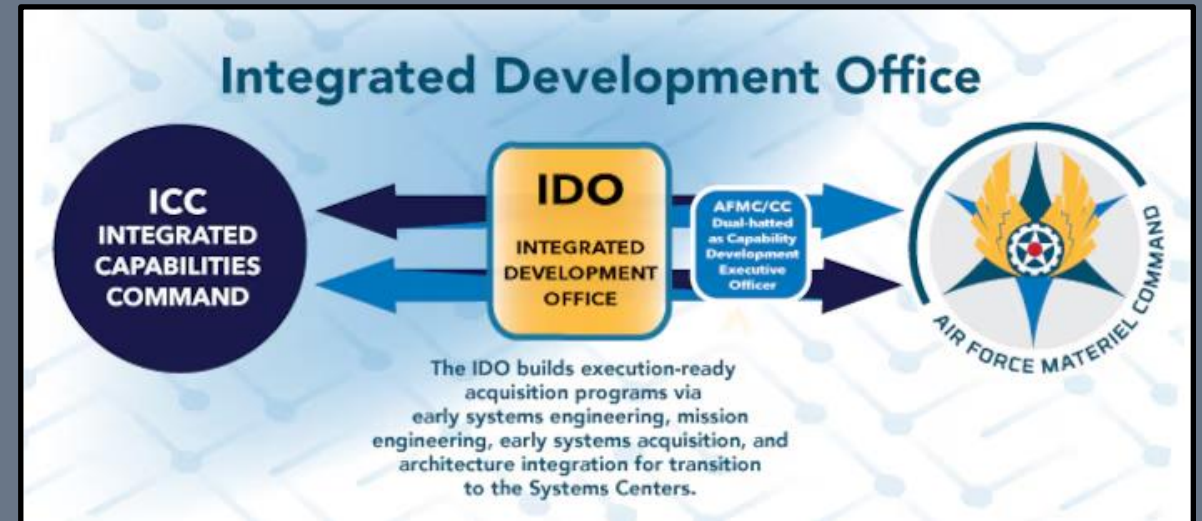 Integrated Development Office
ICC
INTEGRATED
CAPABILITIES
COMMAND
IDO
INTEGRATED
DEVELOPMENT
OFFICE
AFMC/CC
Dual-hatted
as Capability
Development
Executive
Officer
AIR FORCE MATERIEL COMMAND
The IDO builds execution-ready
acquisition programs via
early systems engineering, mission
engineering, early systems acquisition, and
architecture integration for transition
to the Systems Centers.